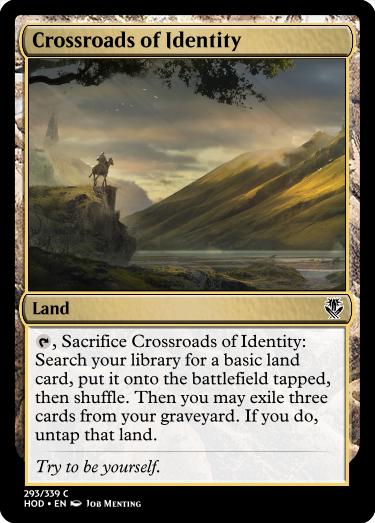 Crossroads of Identity
Land
, Sacrifice Crossroads of Identity:
Search your library for a basic land
card, put it onto the battlefield tapped,
then shuffle. Then you may exile three
cards from your graveyard. If you do,
untap that land.
Try to be yourself.
293/339 C
HOD • EN Job Menting